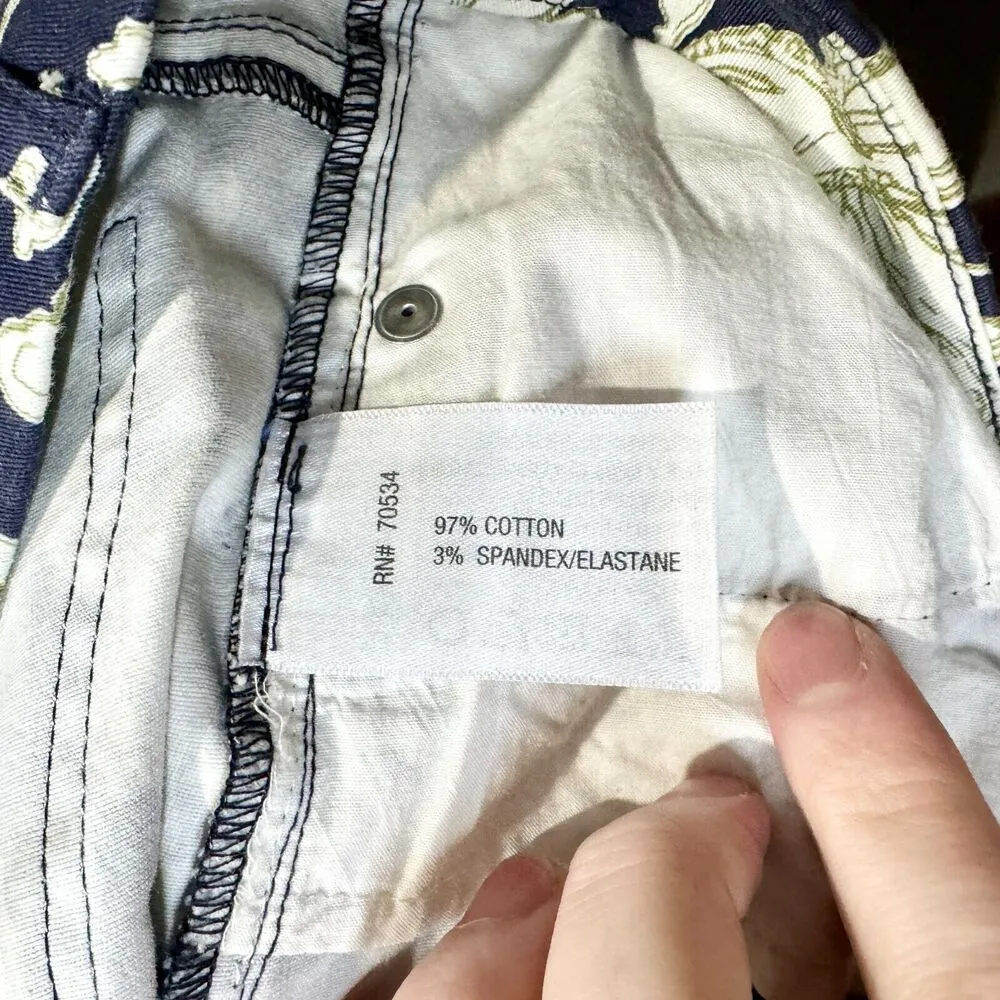 RN# 70534
97% COTTON
3% SPANDEX/ELASTANE